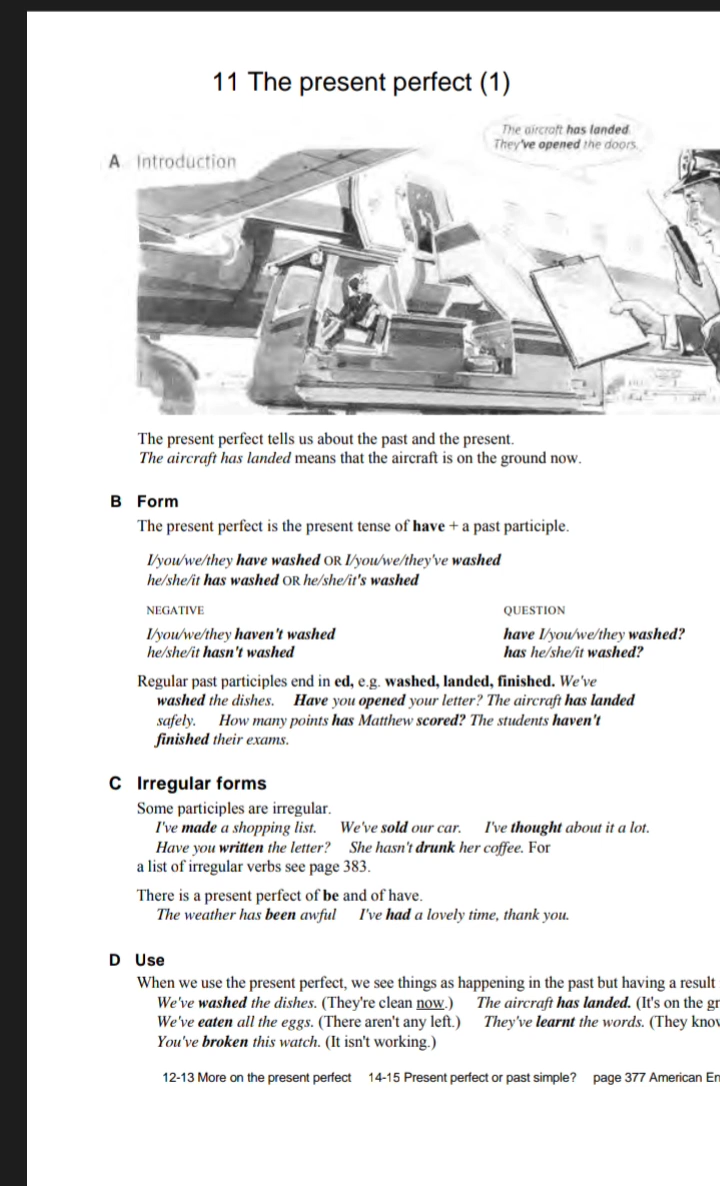 11 The present perfect (1)
The aircraft has landed.
They've opened the doors.
A Introduction
The present perfect tells us about the past and the present.
The aircraft has landed means that the aircraft is on the ground now.
B Form
The present perfect is the present tense of have + a past participle.
I/you/we/they have washed OR I/you/we/they've washed
he/she/it has washed OR he/she/it's washed
NEGATIVE QUESTION
I/you/we/they haven't washed have I/you/we/they washed?
he/she/it hasn't washed has he/she/it washed?
Regular past participles end in ed, e.g. washed, landed, finished. We've
washed the dishes. Have you opened your letter? The aircraft has landed
safely. How many points has Matthew scored? The students haven't
finished their exams.
C Irregular forms
Some participles are irregular.
I've made a shopping list. We've sold our car. I've thought about it a lot.
Have you written the letter? She hasn't drunk her coffee. For
a list of irregular verbs see page 383.
There is a present perfect of be and of have.
The weather has been awful I've had a lovely time, thank you.
D Use
When we use the present perfect, we see things as happening in the past but having a result
We've washed the dishes. (They're clean now.) The aircraft has landed. (It's on the gr
We've eaten all the eggs. (There aren't any left.) They've learnt the words. (They know
You've broken this watch. (It isn't working.)
12-13 More on the present perfect 14-15 Present perfect or past simple? page 377 American En